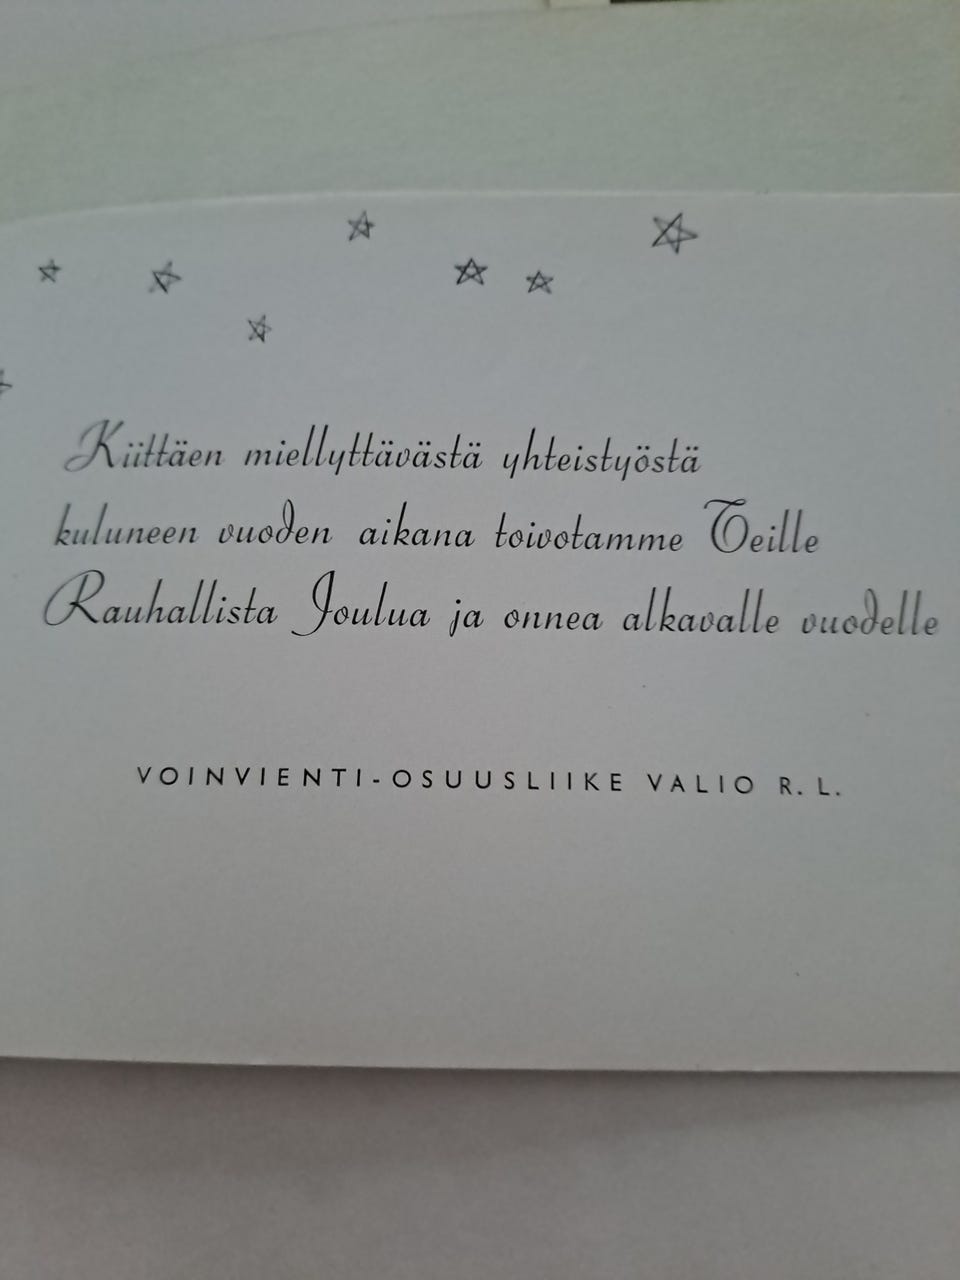 Kiittäen miellyttävästä yhteistyöstä
kuluneen vuoden aikana toivotamme Teille
Rauhallista Joulua ja onnea alkavalle vuodelle
VOINVIENTI-OSUUSLIIKE VALIO R. L.